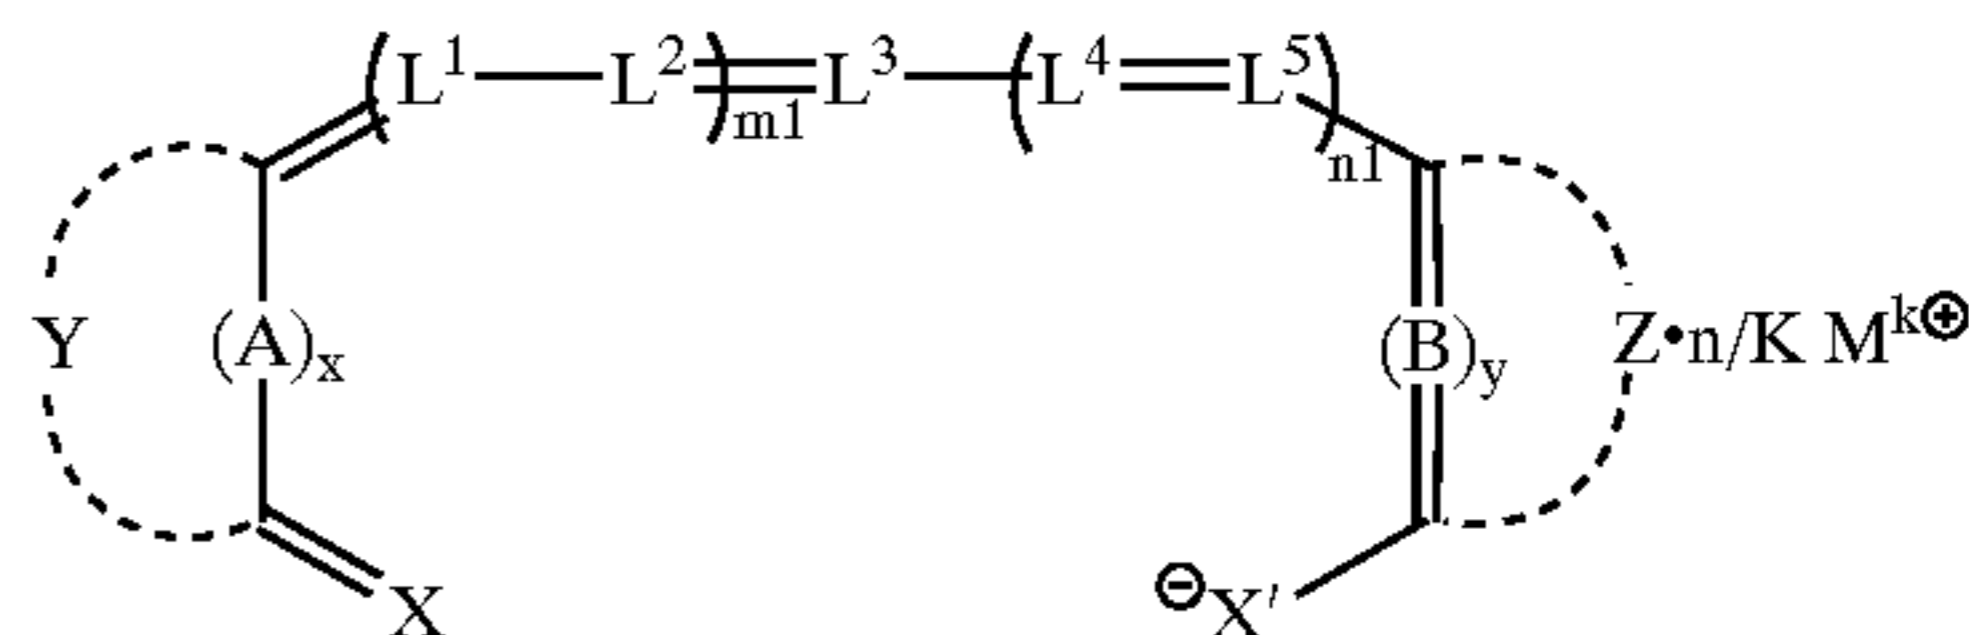 (L¹—L²)m1=L³—(L⁴=L⁵)n1
Y (A)x (B)y Z•n/K Mᵏ⊕
X ⊖X′